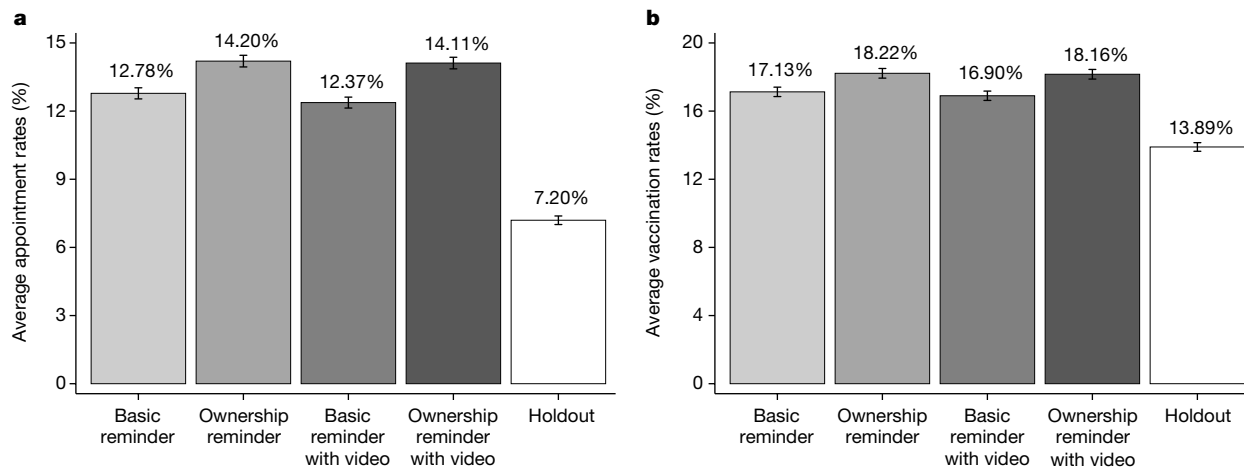 a
Average appointment rates (%)
15
12
9
6
3
0
12.78%
14.20%
12.37%
14.11%
7.20%
Basic
reminder
Ownership
reminder
Basic
reminder
with video
Ownership
reminder
with video
Holdout
b
Average vaccination rates (%)
20
16
12
8
4
0
17.13%
18.22%
16.90%
18.16%
13.89%
Basic
reminder
Ownership
reminder
Basic
reminder
with video
Ownership
reminder
with video
Holdout